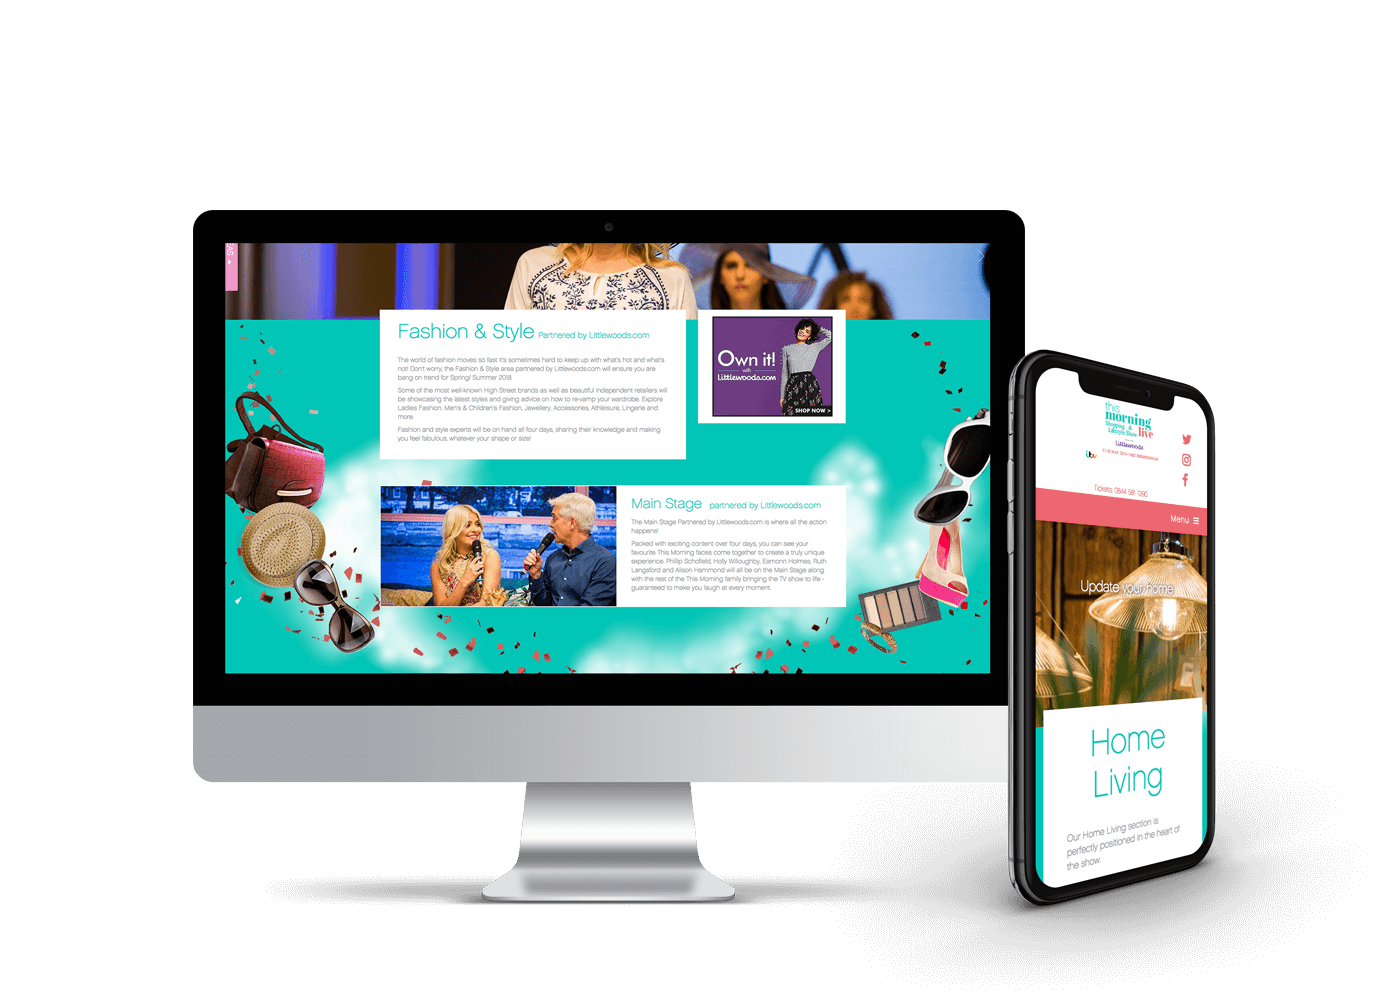 Fashion & Style Partnered by Littlewoods.com
The world of fashion moves so fast it's sometimes hard to keep up with what's hot and what's
not! Don't worry, the Fashion & Style area partnered by Littlewoods.com will ensure you are
bang on trend for Spring/ Summer 2018.
Some of the most well-known High Street brands as well as beautiful independent retailers will
be showcasing the latest styles and giving advice on how to re-vamp your wardrobe. Explore
Ladies Fashion, Men's & Children's Fashion, Jewellery, Accessories, Athleisure, Lingerie and
more.
Fashion and style experts will be on hand all four days, sharing their knowledge and making
you feel fabulous, whatever your shape or size!
Own it!
with
Littlewoods.com
SHOP NOW >
Main Stage partnered by Littlewoods.com
The Main Stage Partnered by Littlewoods.com is where all the action
happens!
Packed with exciting content over four days, you can see your
favourite This Morning faces come together to create a truly unique
experience. Phillip Schofield, Holly Willoughby, Eamonn Holmes, Ruth
Langsford and Alison Hammond will all be on the Main Stage along
with the rest of the This Morning family bringing the TV show to life -
guaranteed to make you laugh at every moment.
this
morning
Shopping &
Lifestyle Show
live
Littlewoods
itv
Tickets: 0844 581 1390
Menu
Update your home
Home
Living
Our Home Living section is
perfectly positioned in the heart of
the show.